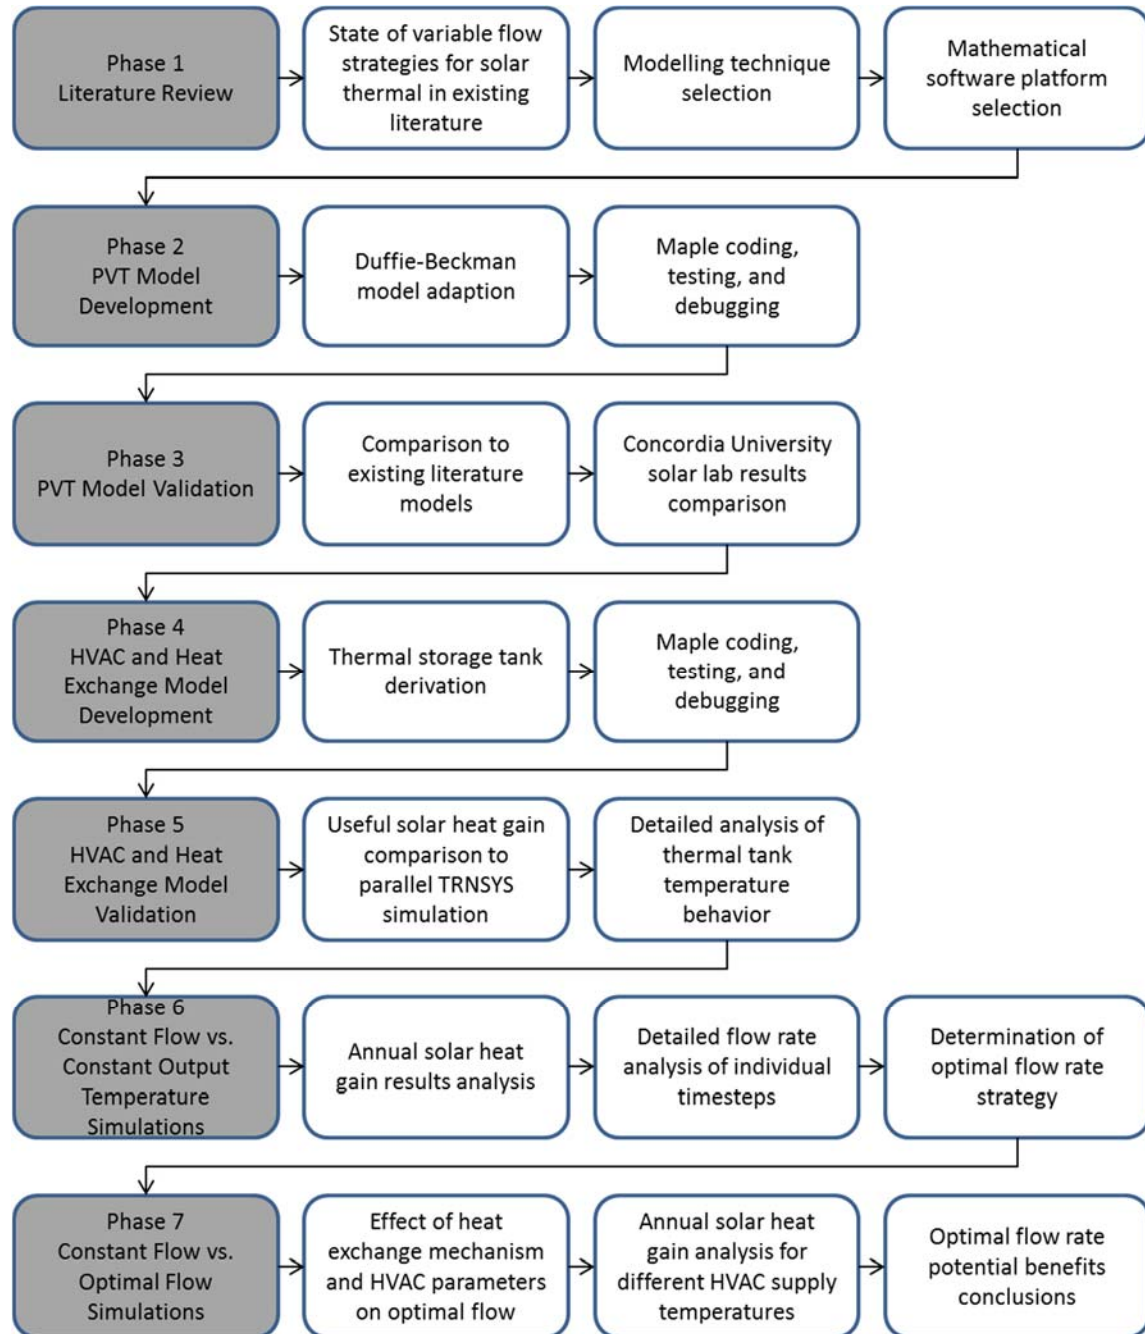 Phase 1
Literature Review
State of variable flow
strategies for solar
thermal in existing
literature
Modelling technique
selection
Mathematical
software platform
selection
Phase 2
PVT Model
Development
Duffie-Beckman
model adaption
Maple coding,
testing, and
debugging
Phase 3
PVT Model Validation
Comparison to
existing literature
models
Concordia University
solar lab results
comparison
Phase 4
HVAC and Heat
Exchange Model
Development
Thermal storage tank
derivation
Maple coding,
testing, and
debugging
Phase 5
HVAC and Heat
Exchange Model
Validation
Useful solar heat gain
comparison to
parallel TRNSYS
simulation
Detailed analysis of
thermal tank
temperature
behavior
Phase 6
Constant Flow vs.
Constant Output
Temperature
Simulations
Annual solar heat
gain results analysis
Detailed flow rate
analysis of individual
timesteps
Determination of
optimal flow rate
strategy
Phase 7
Constant Flow vs.
Optimal Flow
Simulations
Effect of heat
exchange mechanism
and HVAC parameters
on optimal flow
Annual solar heat
gain analysis for
different HVAC supply
temperatures
Optimal flow rate
potential benefits
conclusions